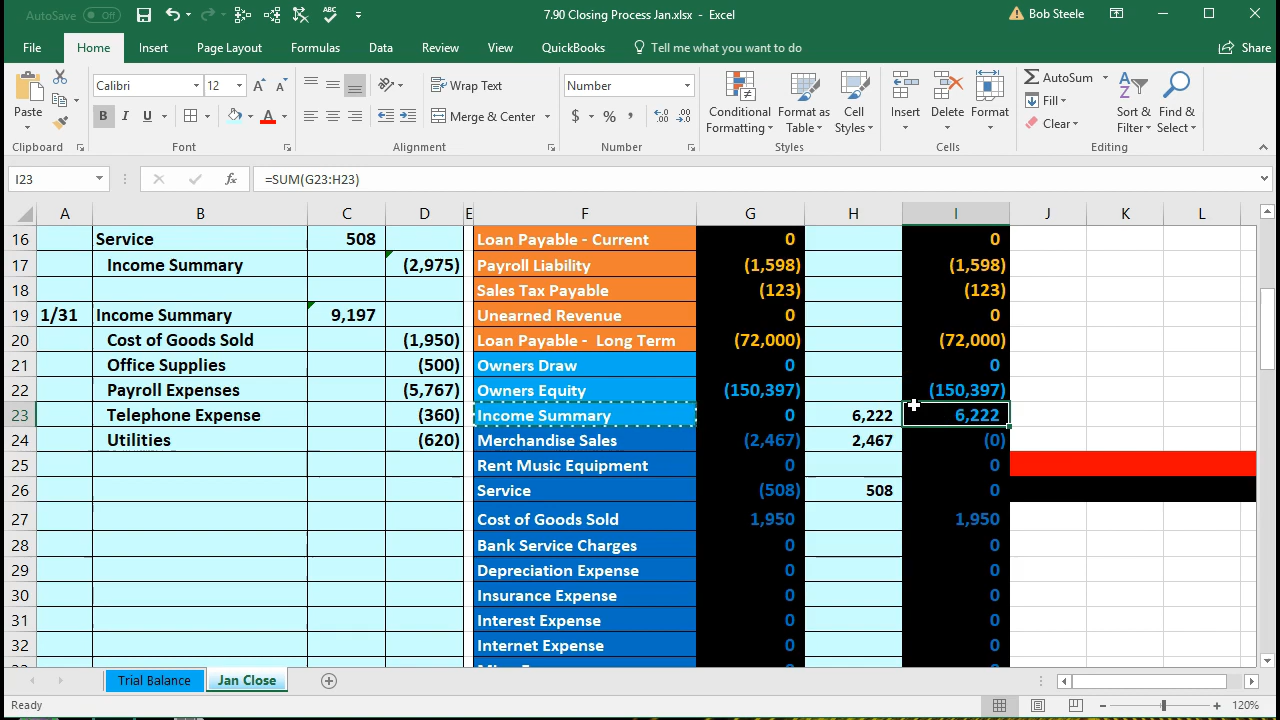 AutoSave Off 7.90 Closing Process Jan.xlsx - Excel Bob Steele
File Home Insert Page Layout Formulas Data Review View QuickBooks Tell me what you want to do Share
Paste Calibri 12 Wrap Text Number Conditional Formatting Format as Table Cell Styles Insert Delete Format AutoSum Sort & Filter Find & Select
B I U Merge & Center $ % , Fill
Clear
Clipboard Font Alignment Number Styles Cells Editing
I23 fx =SUM(G23:H23)
A B C D E F G H I J K L
16 Service 508 Loan Payable - Current 0 0
17 Income Summary (2,975) Payroll Liability (1,598) (1,598)
18 Sales Tax Payable (123) (123)
19 1/31 Income Summary 9,197 Unearned Revenue 0 0
20 Cost of Goods Sold (1,950) Loan Payable - Long Term (72,000) (72,000)
21 Office Supplies (500) Owners Draw 0 0
22 Payroll Expenses (5,767) Owners Equity (150,397) (150,397)
23 Telephone Expense (360) Income Summary 0 6,222 6,222
24 Utilities (620) Merchandise Sales (2,467) 2,467 (0)
25 Rent Music Equipment 0 0
26 Service (508) 508 0
27 Cost of Goods Sold 1,950 1,950
28 Bank Service Charges 0 0
29 Depreciation Expense 0 0
30 Insurance Expense 0 0
31 Interest Expense 0 0
32 Internet Expense 0 0
Trial Balance Jan Close
Ready 120%